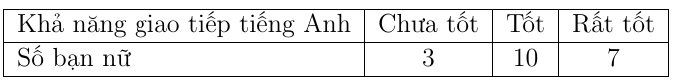 Khả năng giao tiếp tiếng Anh Chưa tốt Tốt Rất tốt
Số bạn nữ 3 10 7